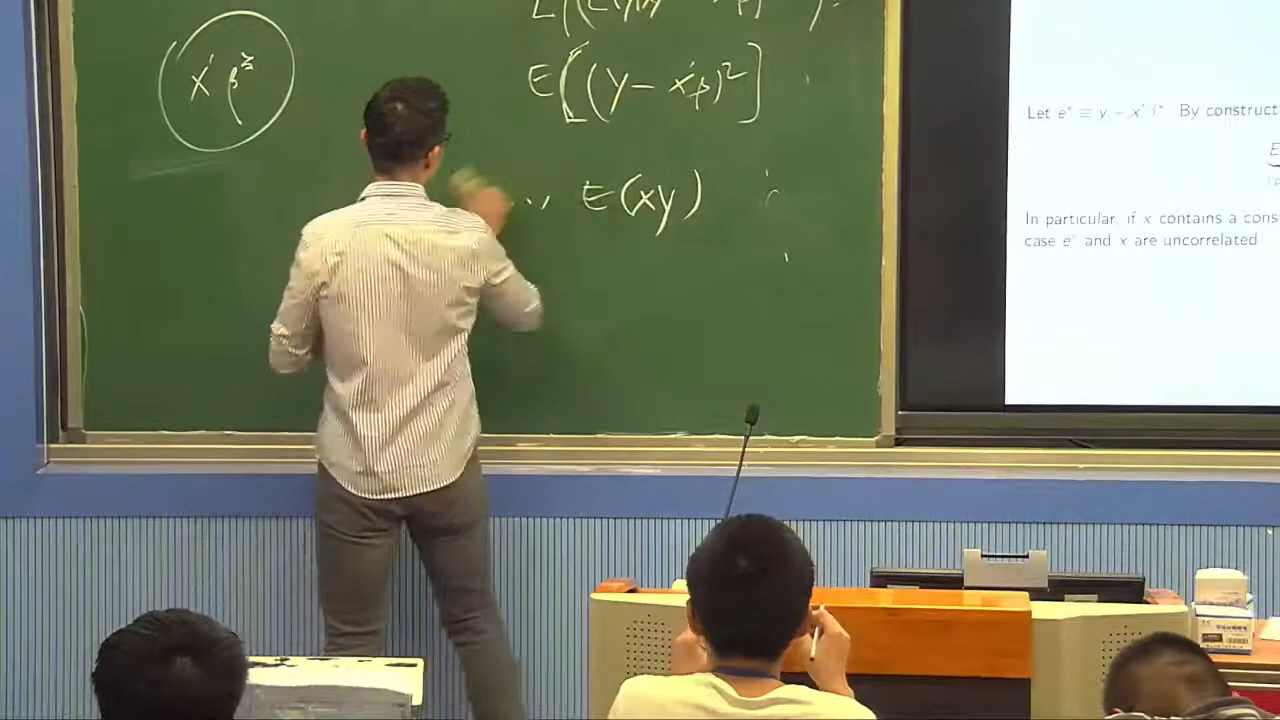 x'β*
E[(y - x'β)²]
E(xy)
Let e* ≡ y - x'β*. By construct
E
In particular, if x contains a cons
case e* and x are uncorrelated